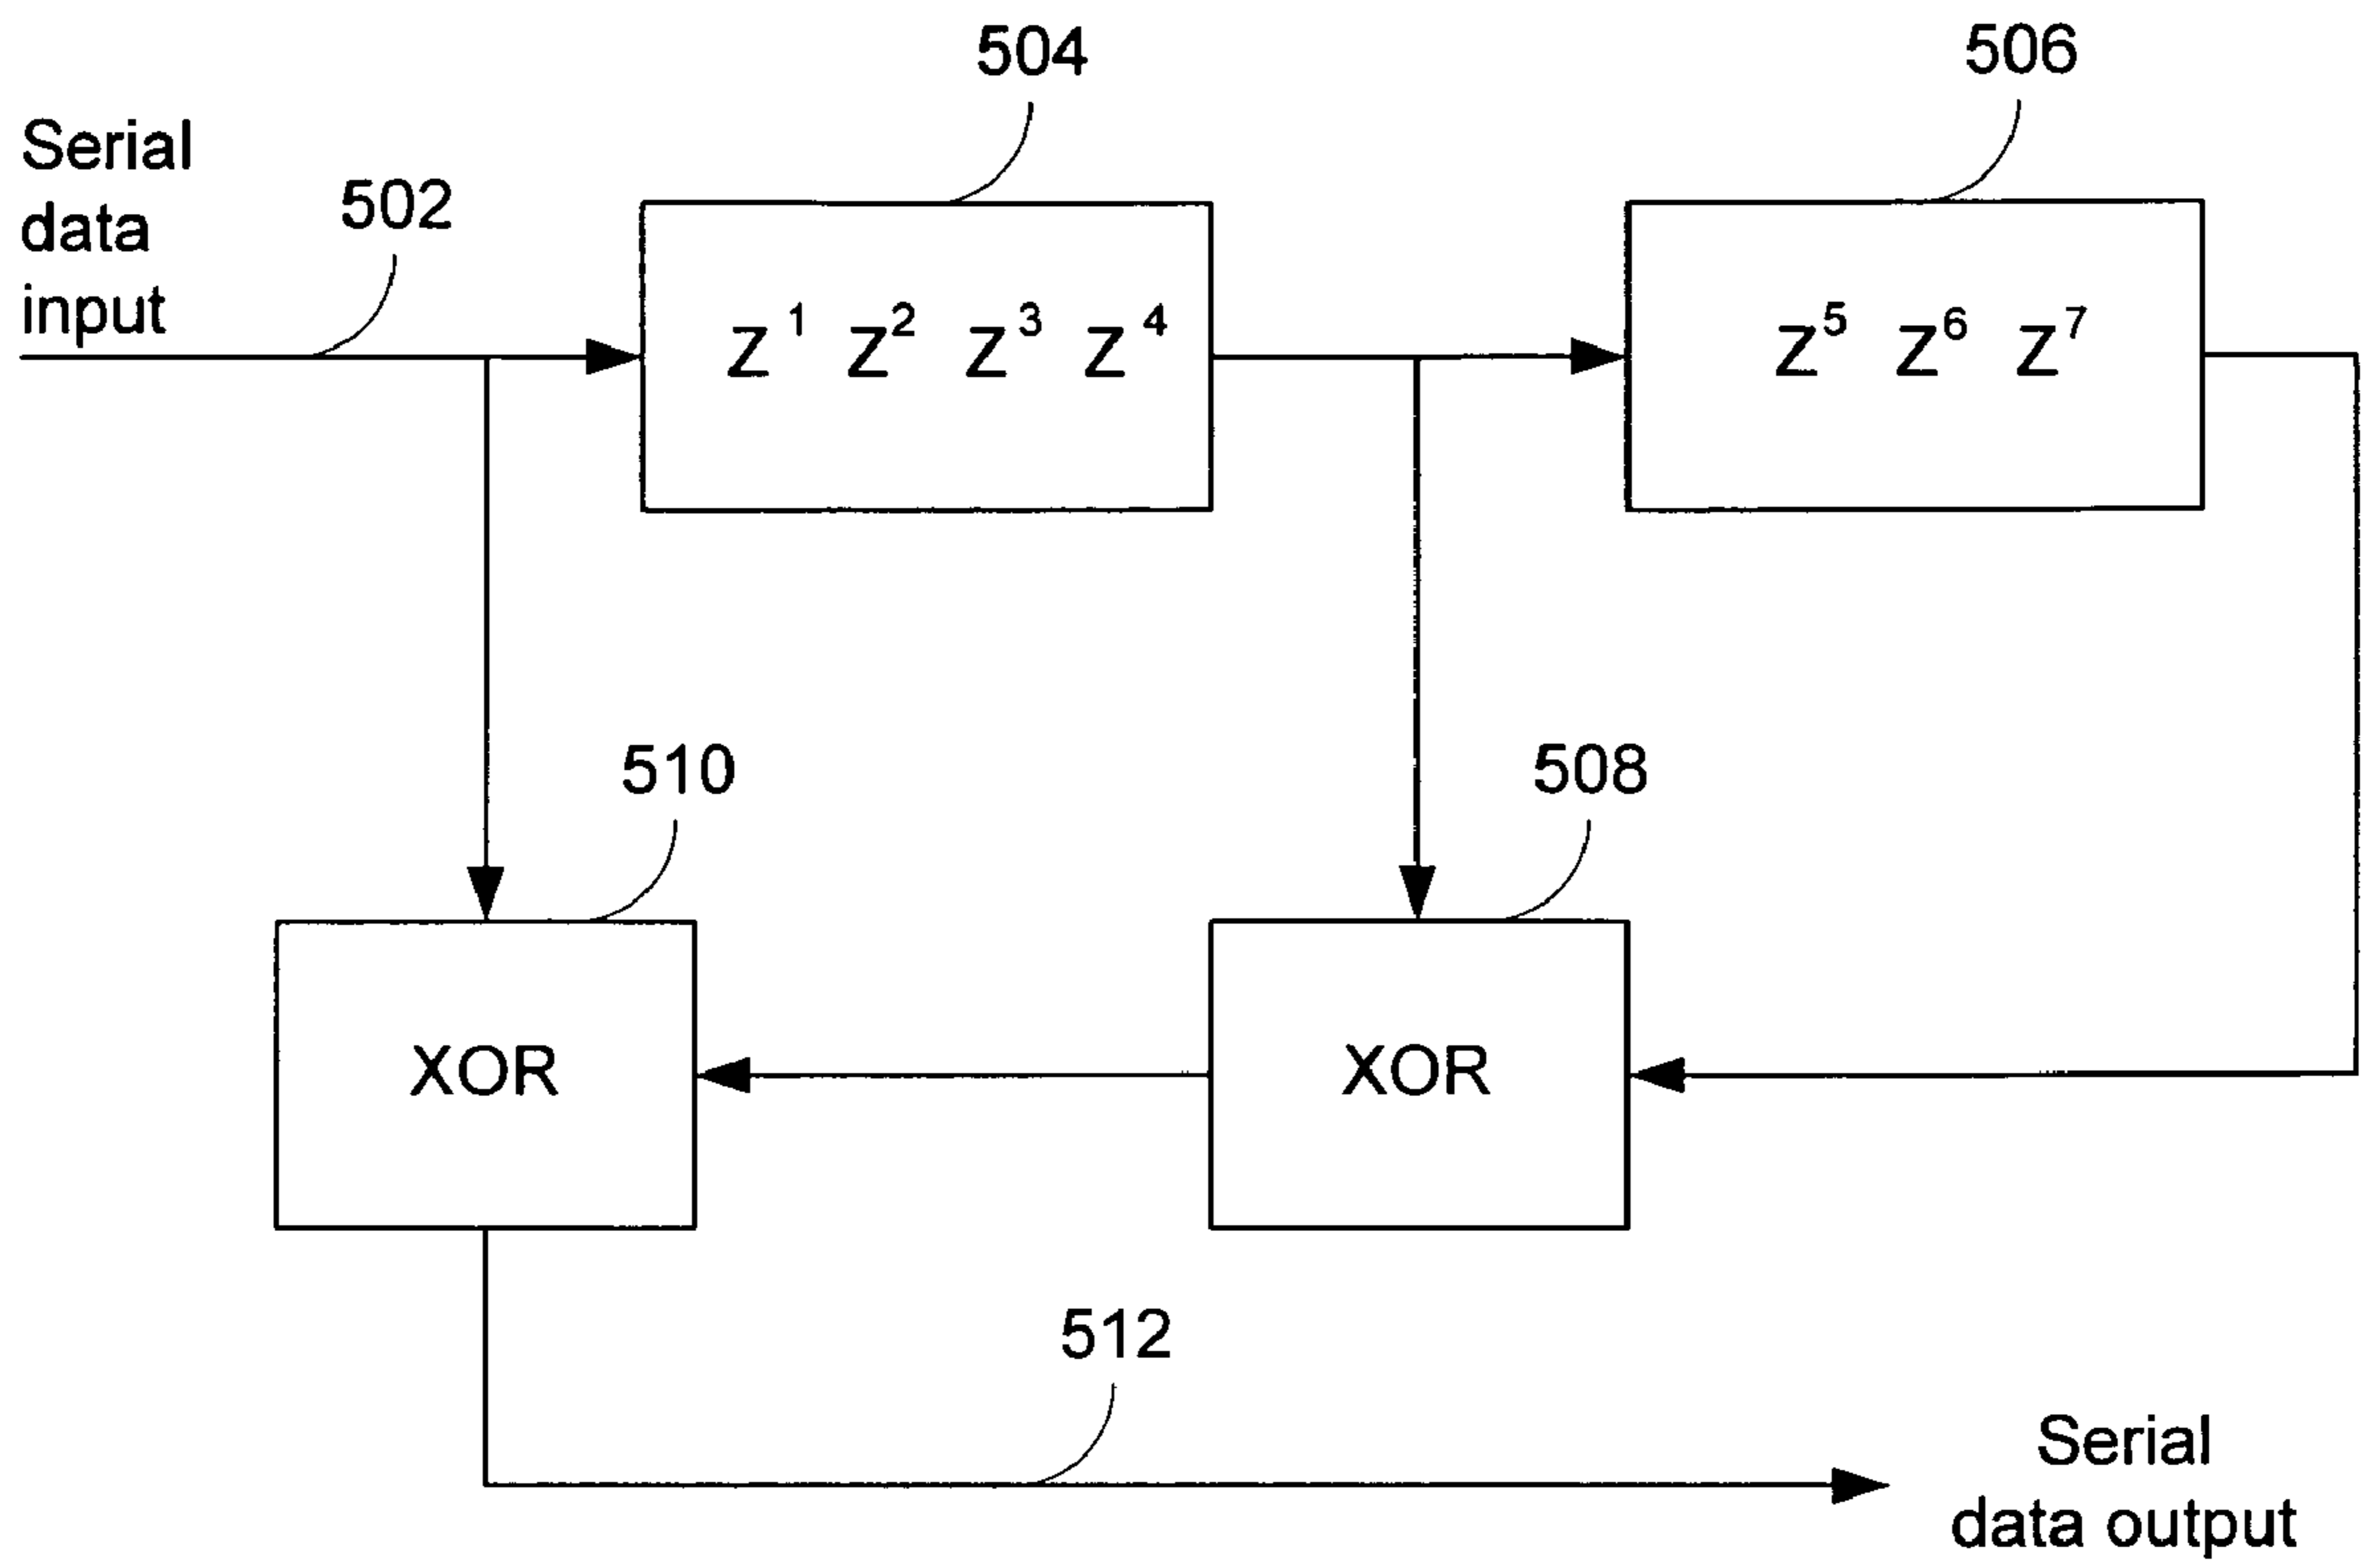 504
506
Serial
data
input
502
Z¹ Z² Z³ Z⁴
Z⁵ Z⁶ Z⁷
510
508
XOR
XOR
512
Serial
data output